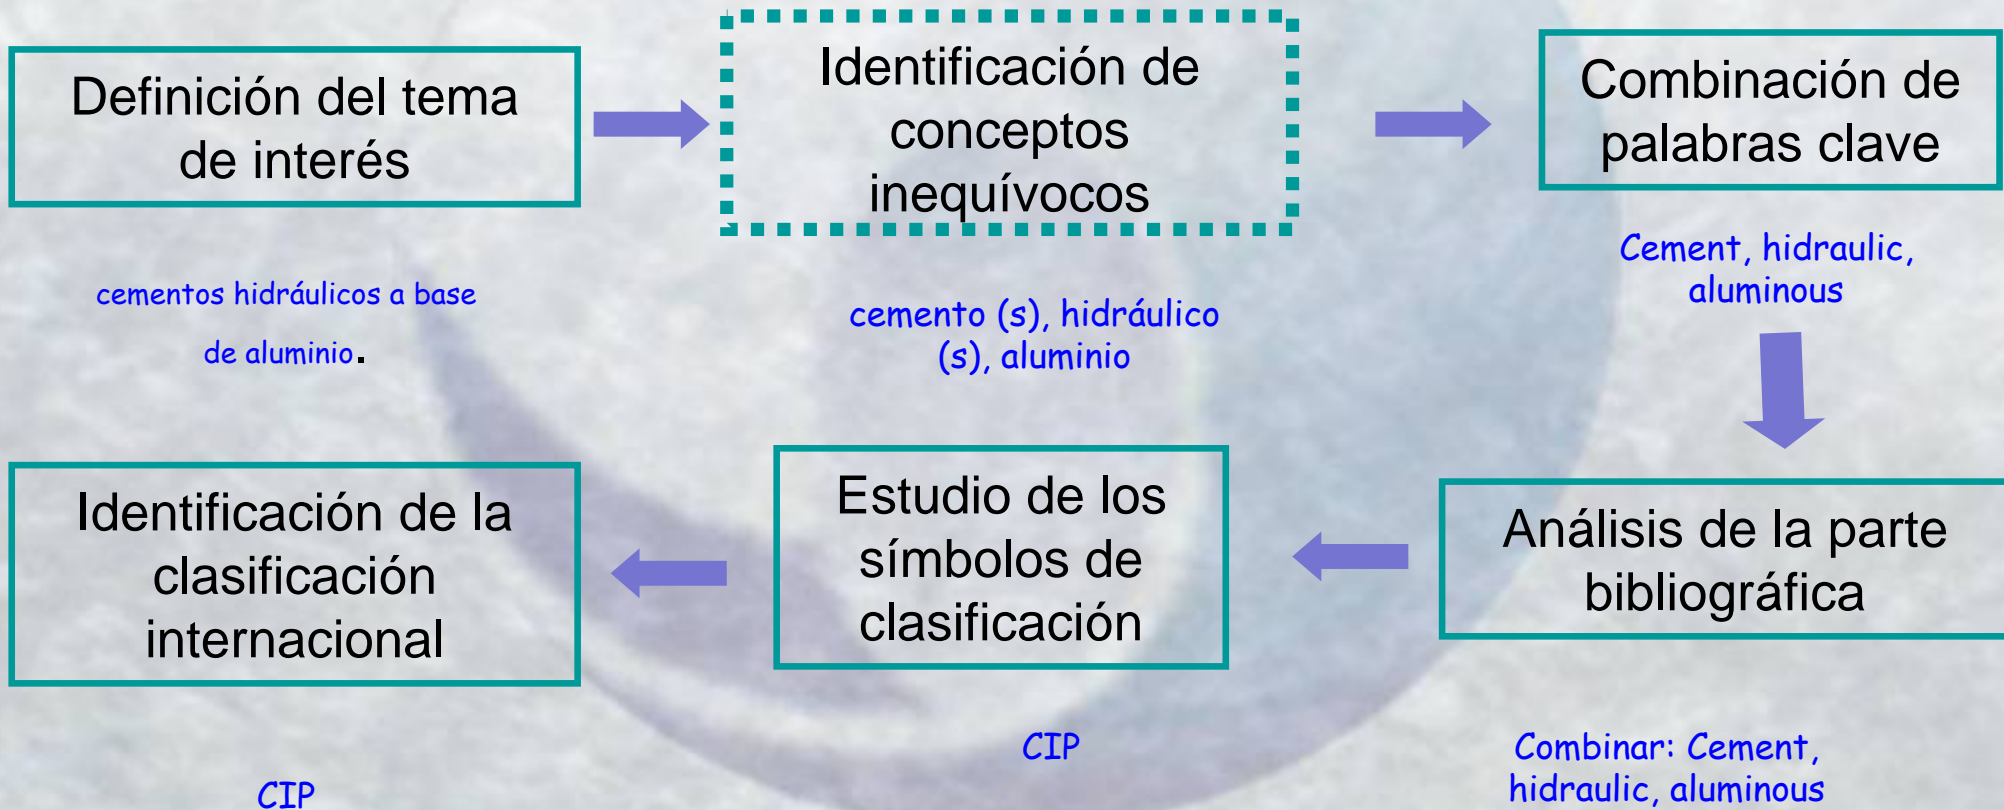 Definición del tema
de interés
cementos hidráulicos a base
de aluminio.
Identificación de
conceptos
inequívocos
cemento (s), hidráulico
(s), aluminio
Combinación de
palabras clave
Cement, hidraulic,
aluminous
Análisis de la parte
bibliográfica
Combinar: Cement,
hidraulic, aluminous
Estudio de los
símbolos de
clasificación
CIP
Identificación de la
clasificación
internacional
CIP